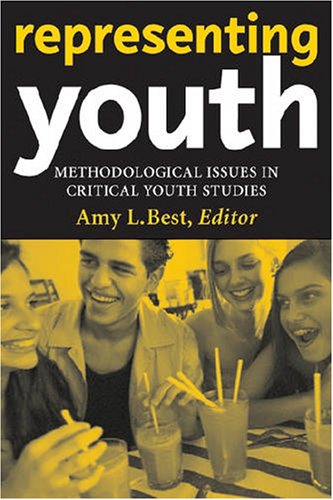 representing
youth
METHODOLOGICAL ISSUES IN
CRITICAL YOUTH STUDIES
Amy L. Best, Editor